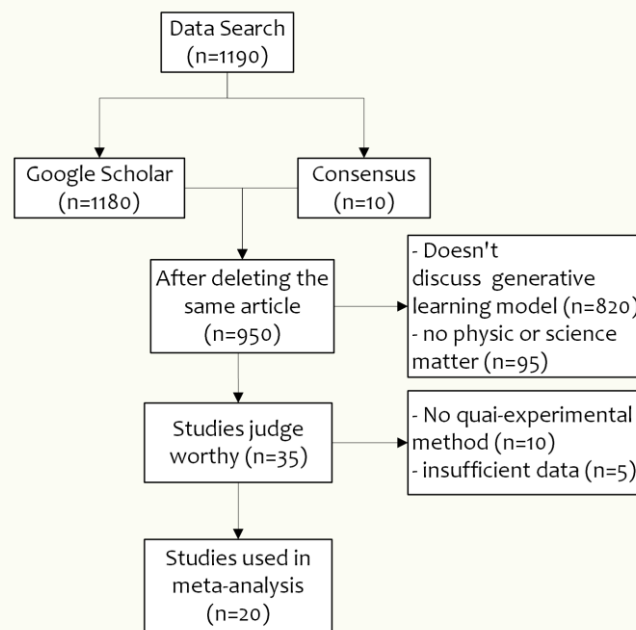 Data Search
(n=1190)
Google Scholar
(n=1180)
Consensus
(n=10)
After deleting the
same article
(n=950)
- Doesn't
discuss generative
learning model (n=820)
- no physic or science
matter (n=95)
Studies judge
worthy (n=35)
- No quai-experimental
method (n=10)
- insufficient data (n=5)
Studies used in
meta-analysis
(n=20)